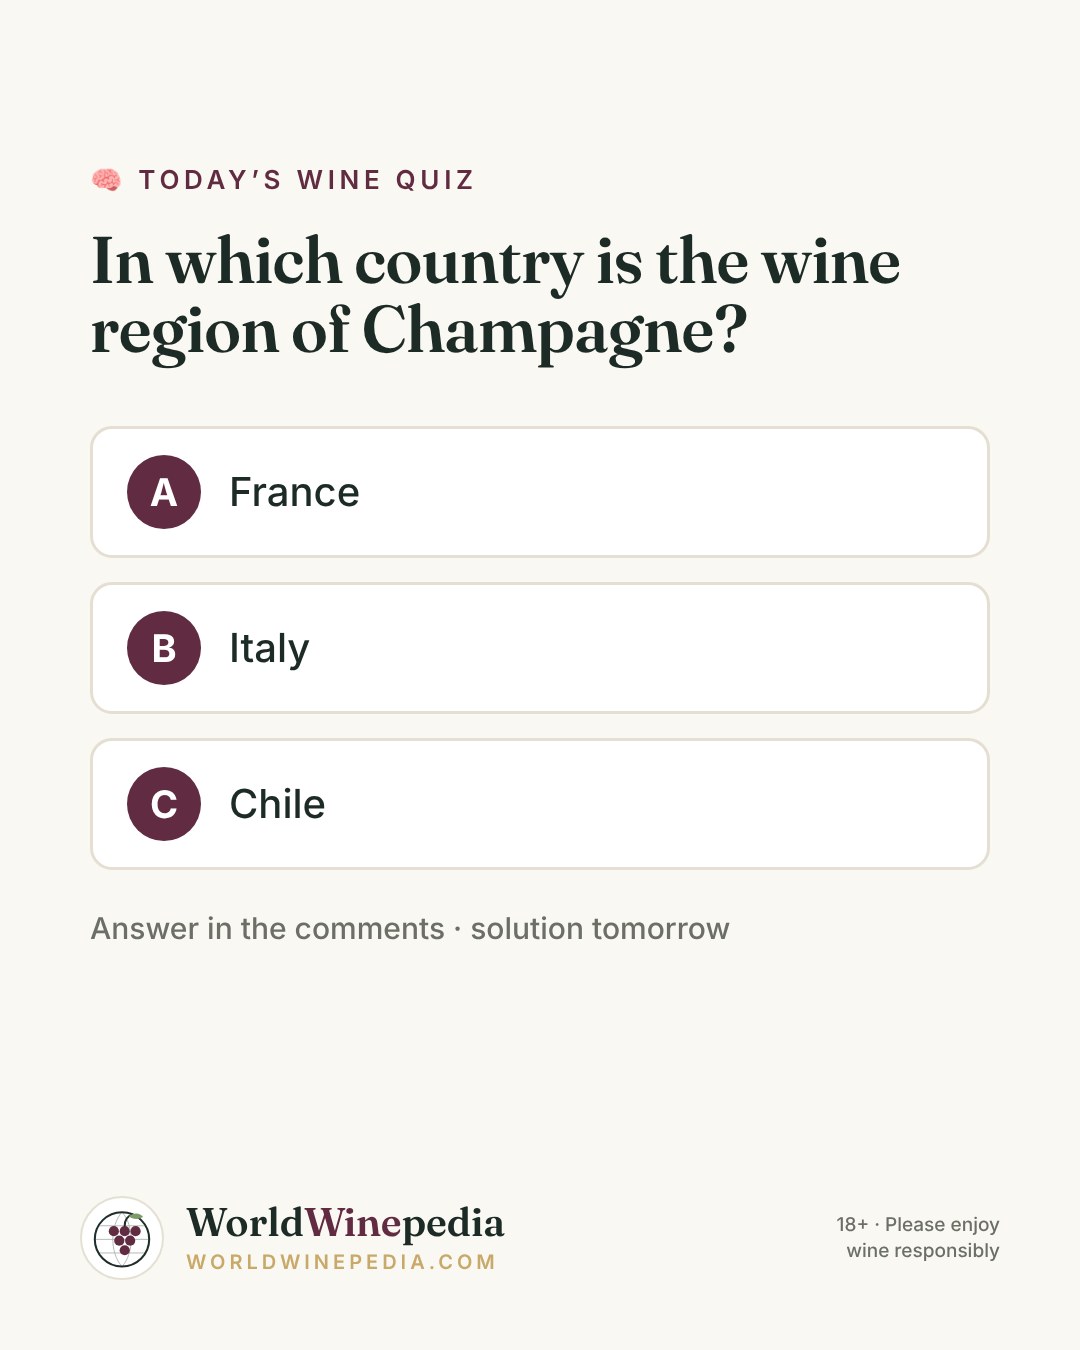 🧠 TODAY’S WINE QUIZ
In which country is the wine
region of Champagne?
A France
B Italy
C Chile
Answer in the comments · solution tomorrow
WorldWinepedia
WORLDWINEPEDIA.COM
18+ · Please enjoy
wine responsibly